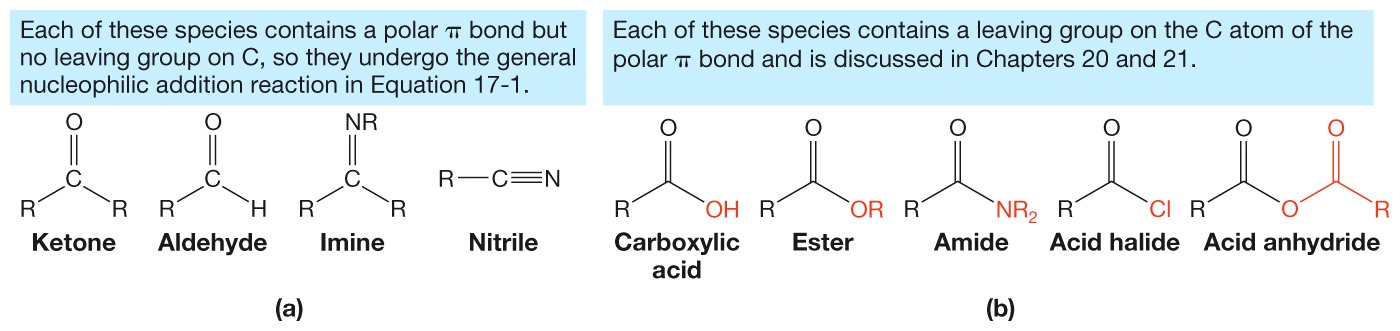 Each of these species contains a polar π bond but
no leaving group on C, so they undergo the general
nucleophilic addition reaction in Equation 17-1.
O
C
R R
Ketone
O
C
R H
Aldehyde
NR
C
R R
Imine
R C N
Nitrile
(a)
Each of these species contains a leaving group on the C atom of the
polar π bond and is discussed in Chapters 20 and 21.
O
R OH
Carboxylic
acid
O
R OR
Ester
O
R NR₂
Amide
O
R Cl
Acid halide
O O
R O R
Acid anhydride
(b)